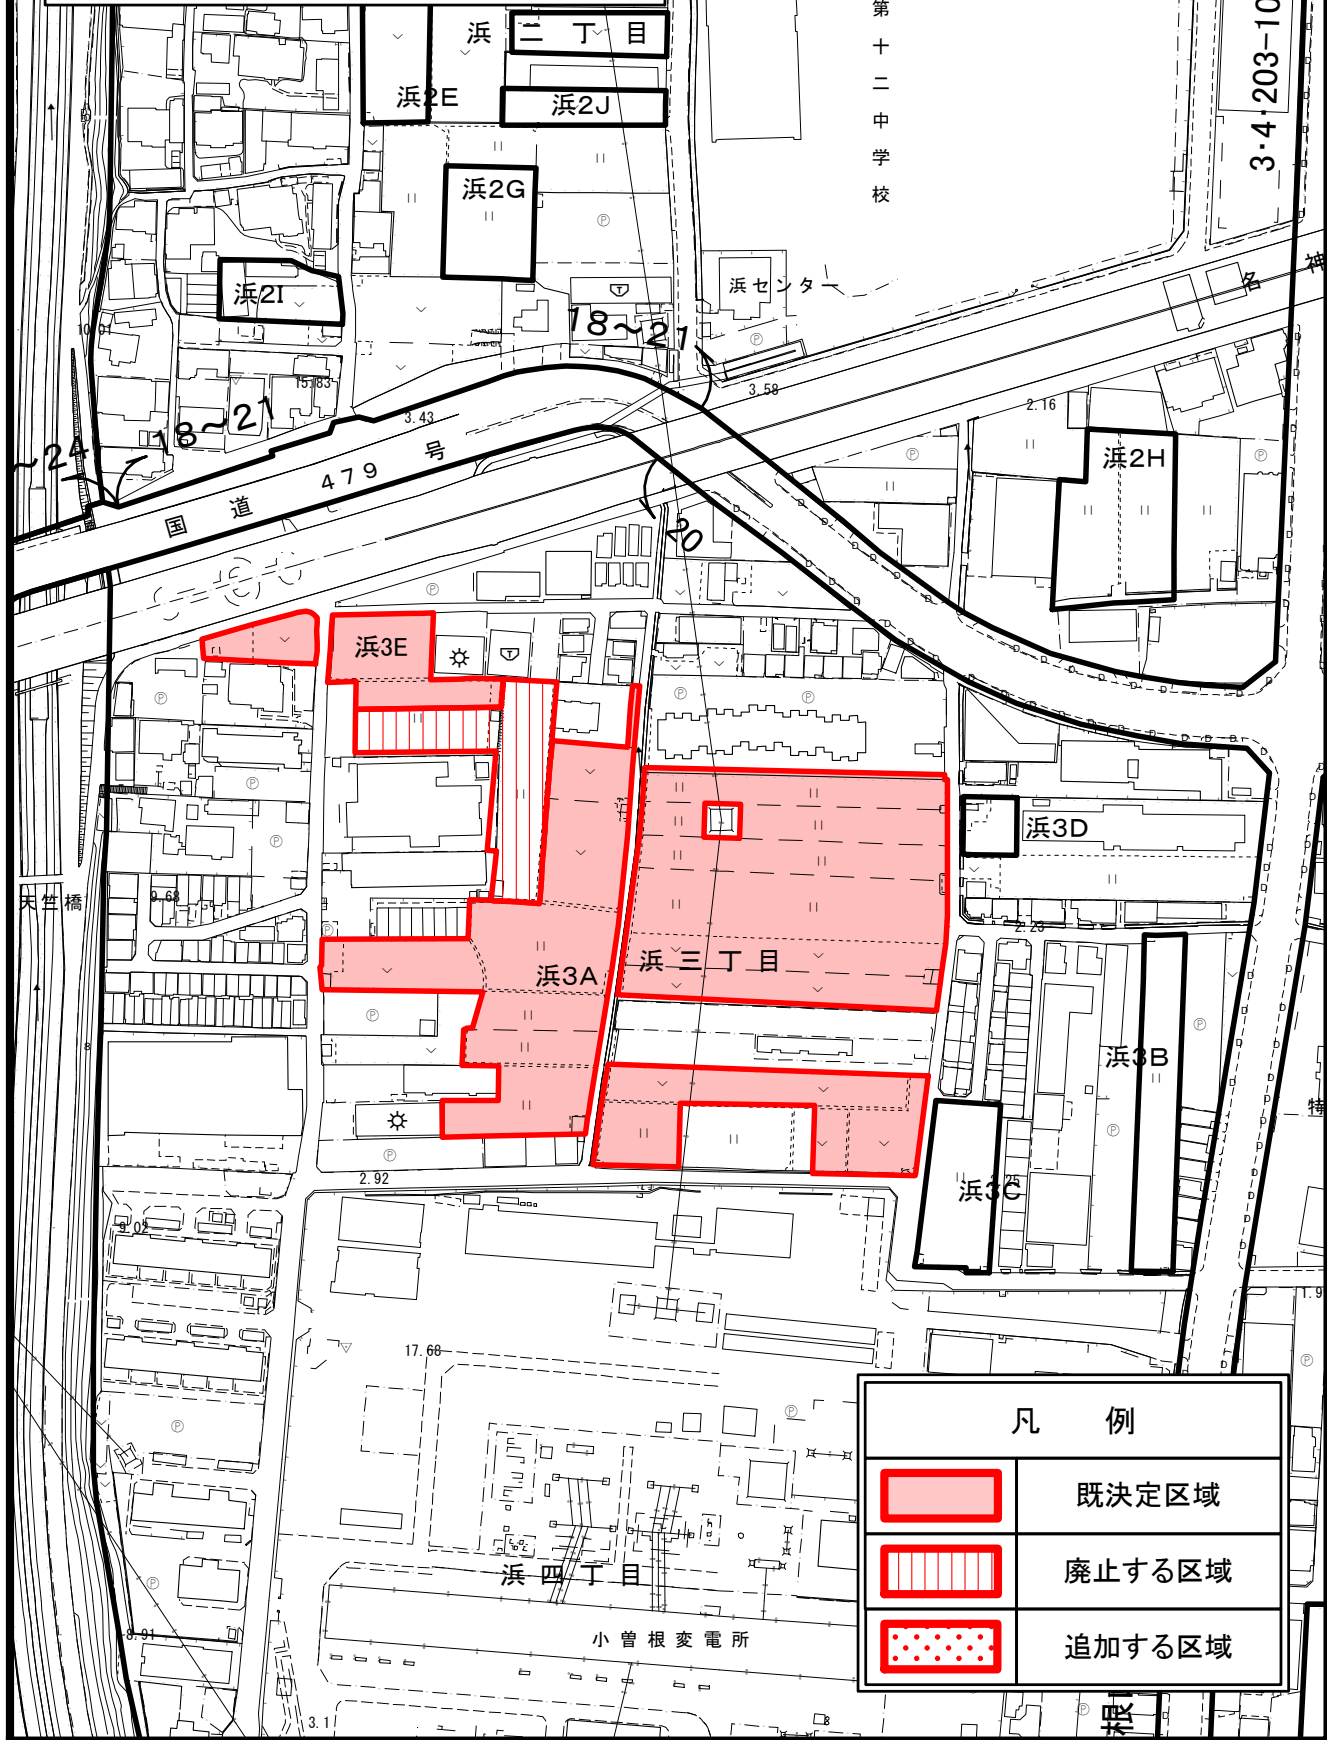 浜二丁目
第十二中学校
3・4・203-10
浜2E
浜2J
浜2G
浜2I
浜センター
名神
10.01
18~21
15.83
3.58
3.43
2.16
18~21
~24
国道479号
浜2H
20
浜3E
浜3D
天竺橋
9.68
2.23
浜3A
浜三丁目
浜3B
8
特
2.92
浜3C
9.02
1.9
17.68
凡例
既決定区域
廃止する区域
追加する区域
浜四丁目
小曽根変電所
8.91
3.1